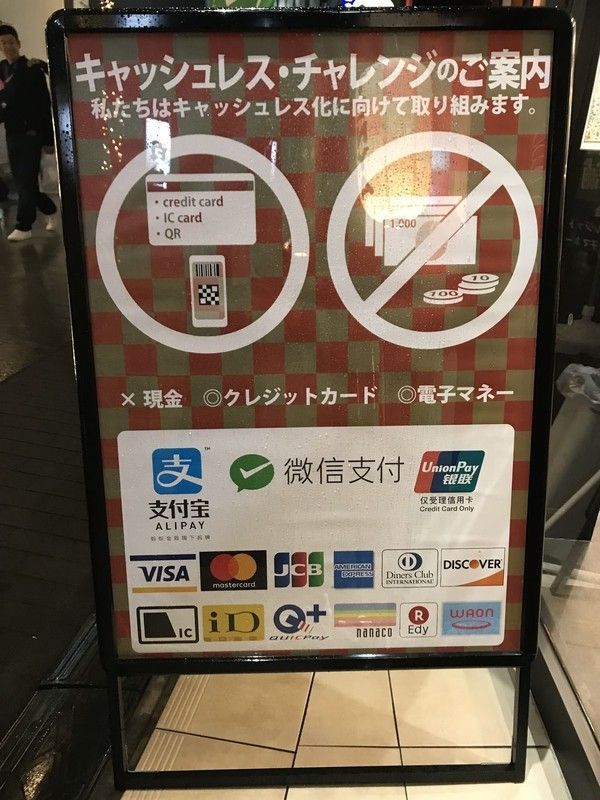 キャッシュレス・チャレンジのご案内
私たちはキャッシュレス化に向けて取り組みます。
• credit card
• IC card
• QR
1,000
100
10
×現金 ◎クレジットカード ◎電子マネー
支
支付宝
ALIPAY
TM
微信支付
UnionPay
银联
仅受理信用卡
Credit Card Only
VISA
mastercard
JCB
AMERICAN EXPRESS
Diners Club
INTERNATIONAL
DISCOVER
IC
iD
Q+
QUICPay
nanaco
R
Edy
WAON